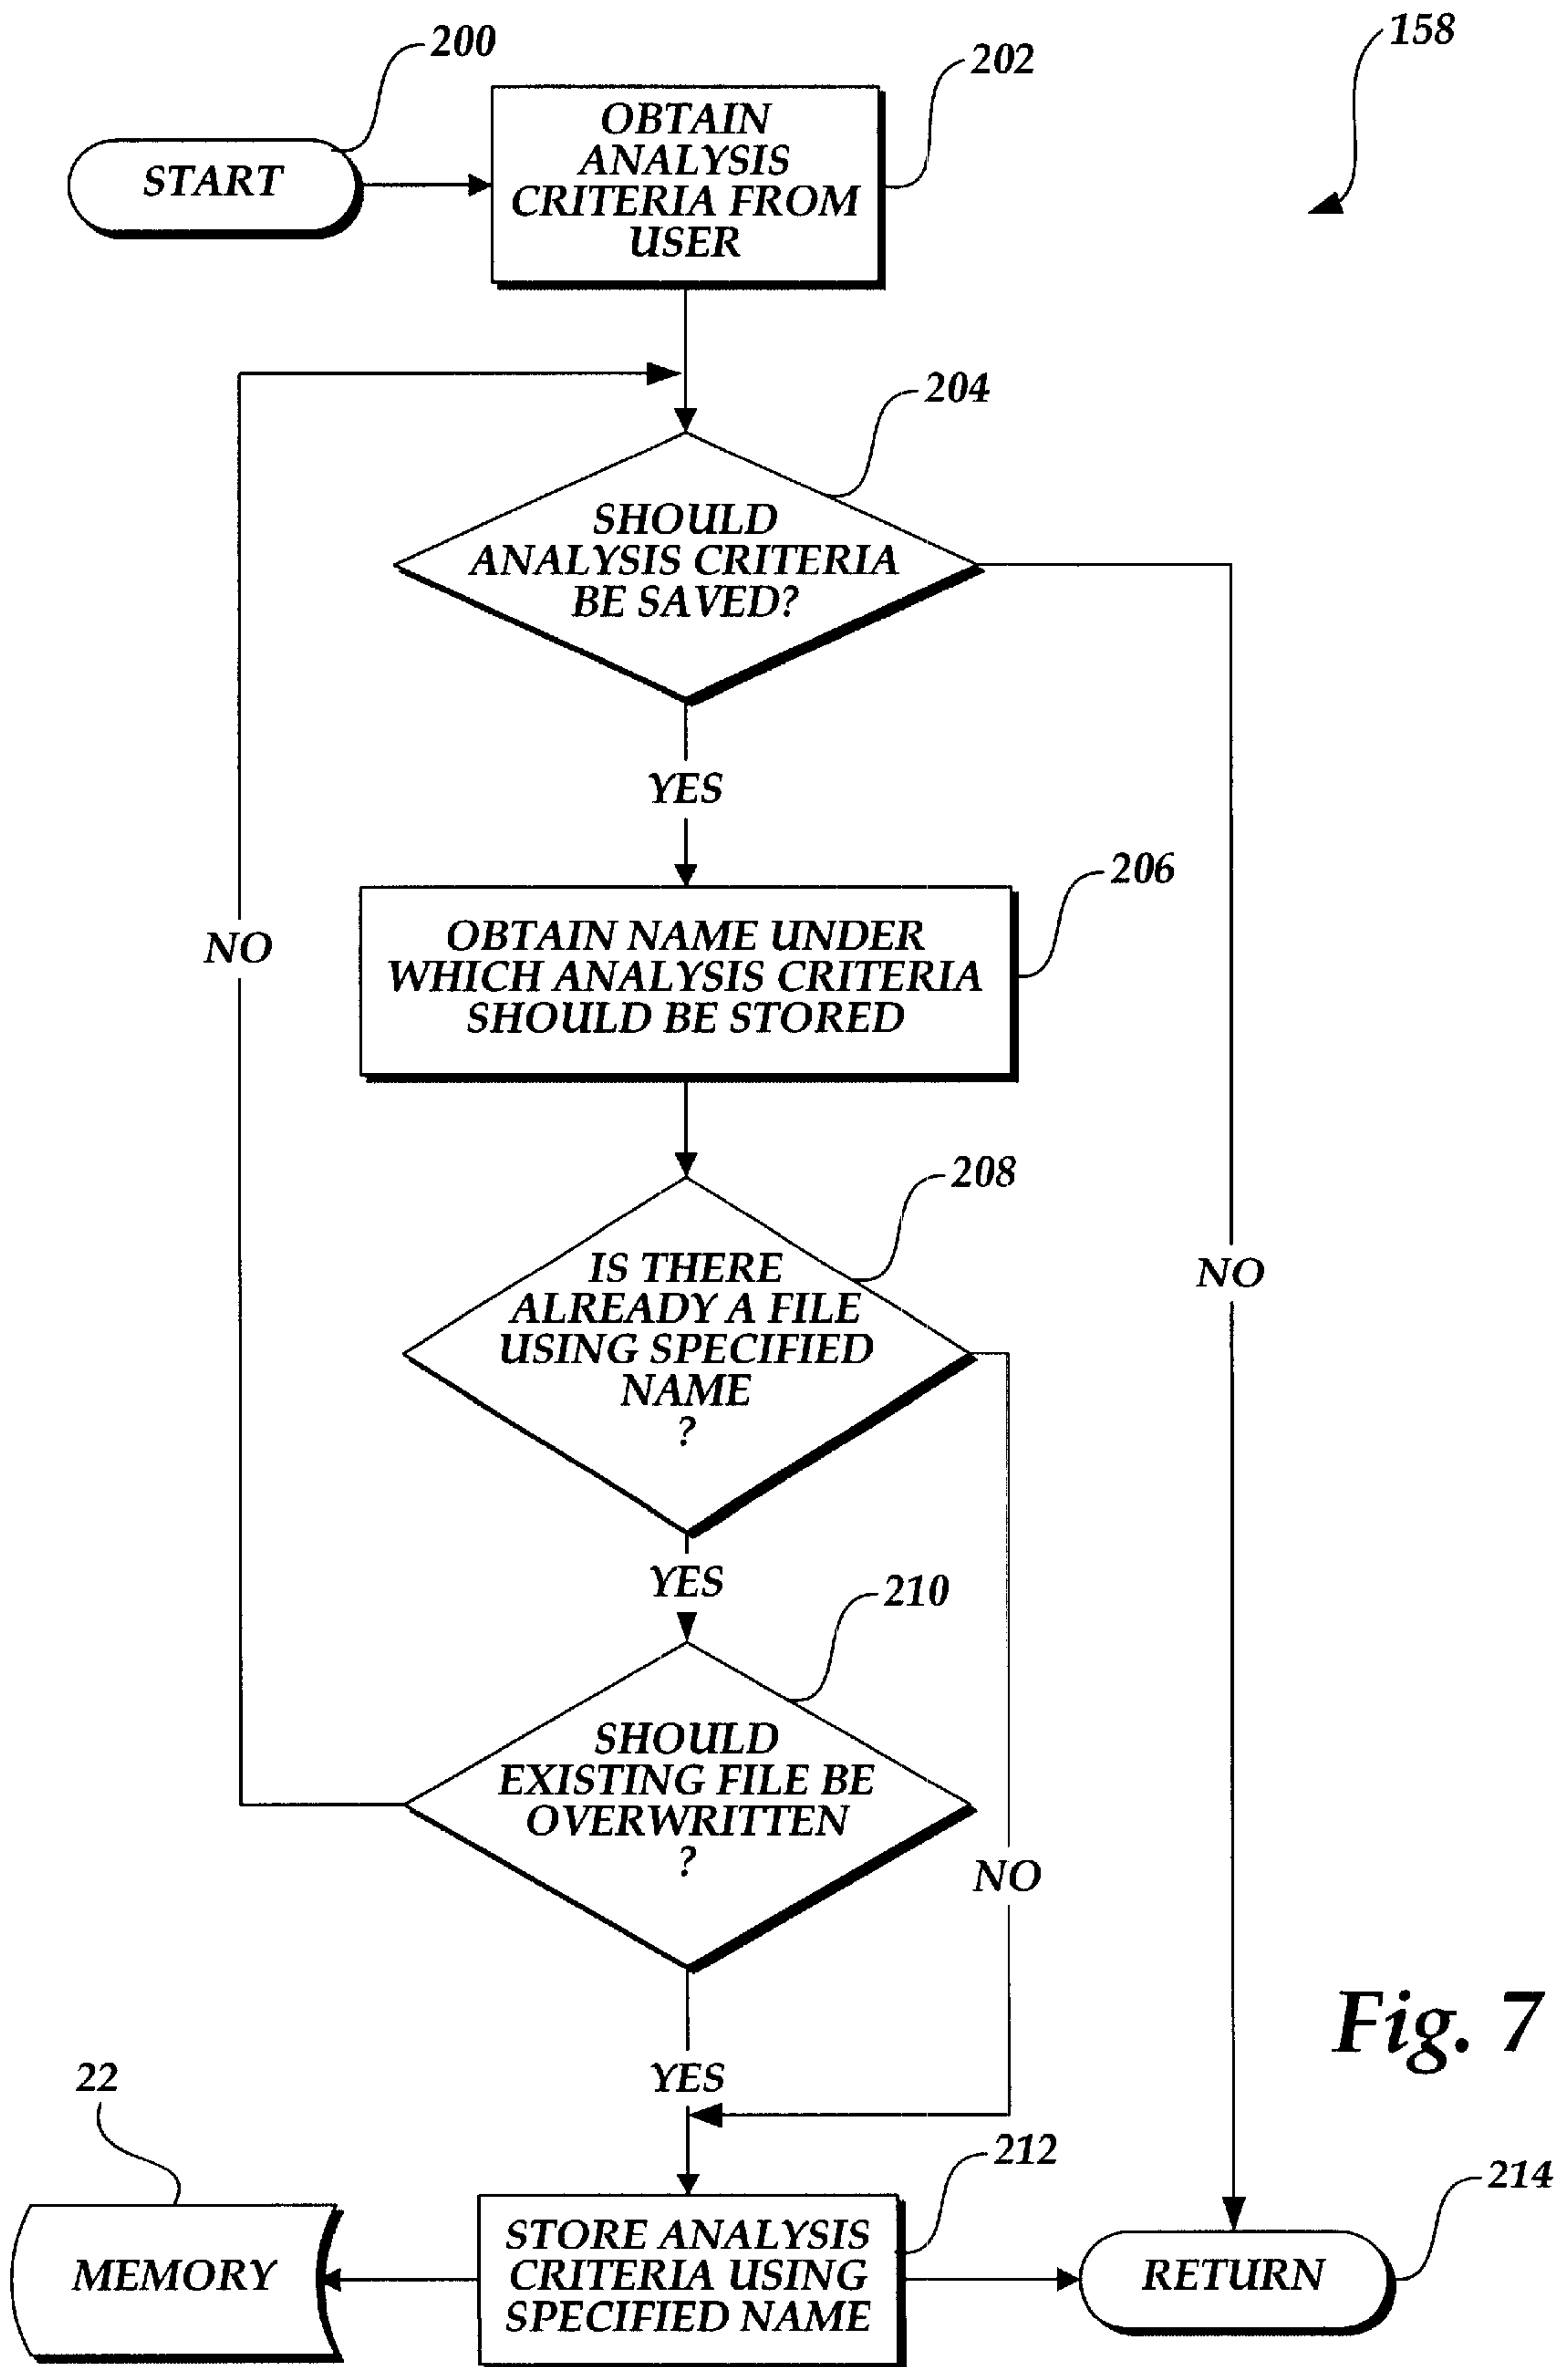 200
158
202
START
OBTAIN
ANALYSIS
CRITERIA FROM
USER
204
SHOULD
ANALYSIS CRITERIA
BE SAVED?
YES
206
NO
OBTAIN NAME UNDER
WHICH ANALYSIS CRITERIA
SHOULD BE STORED
208
IS THERE
ALREADY A FILE
USING SPECIFIED
NAME
?
NO
YES
210
SHOULD
EXISTING FILE BE
OVERWRITTEN
?
NO
Fig. 7
YES
22
212
214
MEMORY
STORE ANALYSIS
CRITERIA USING
SPECIFIED NAME
RETURN